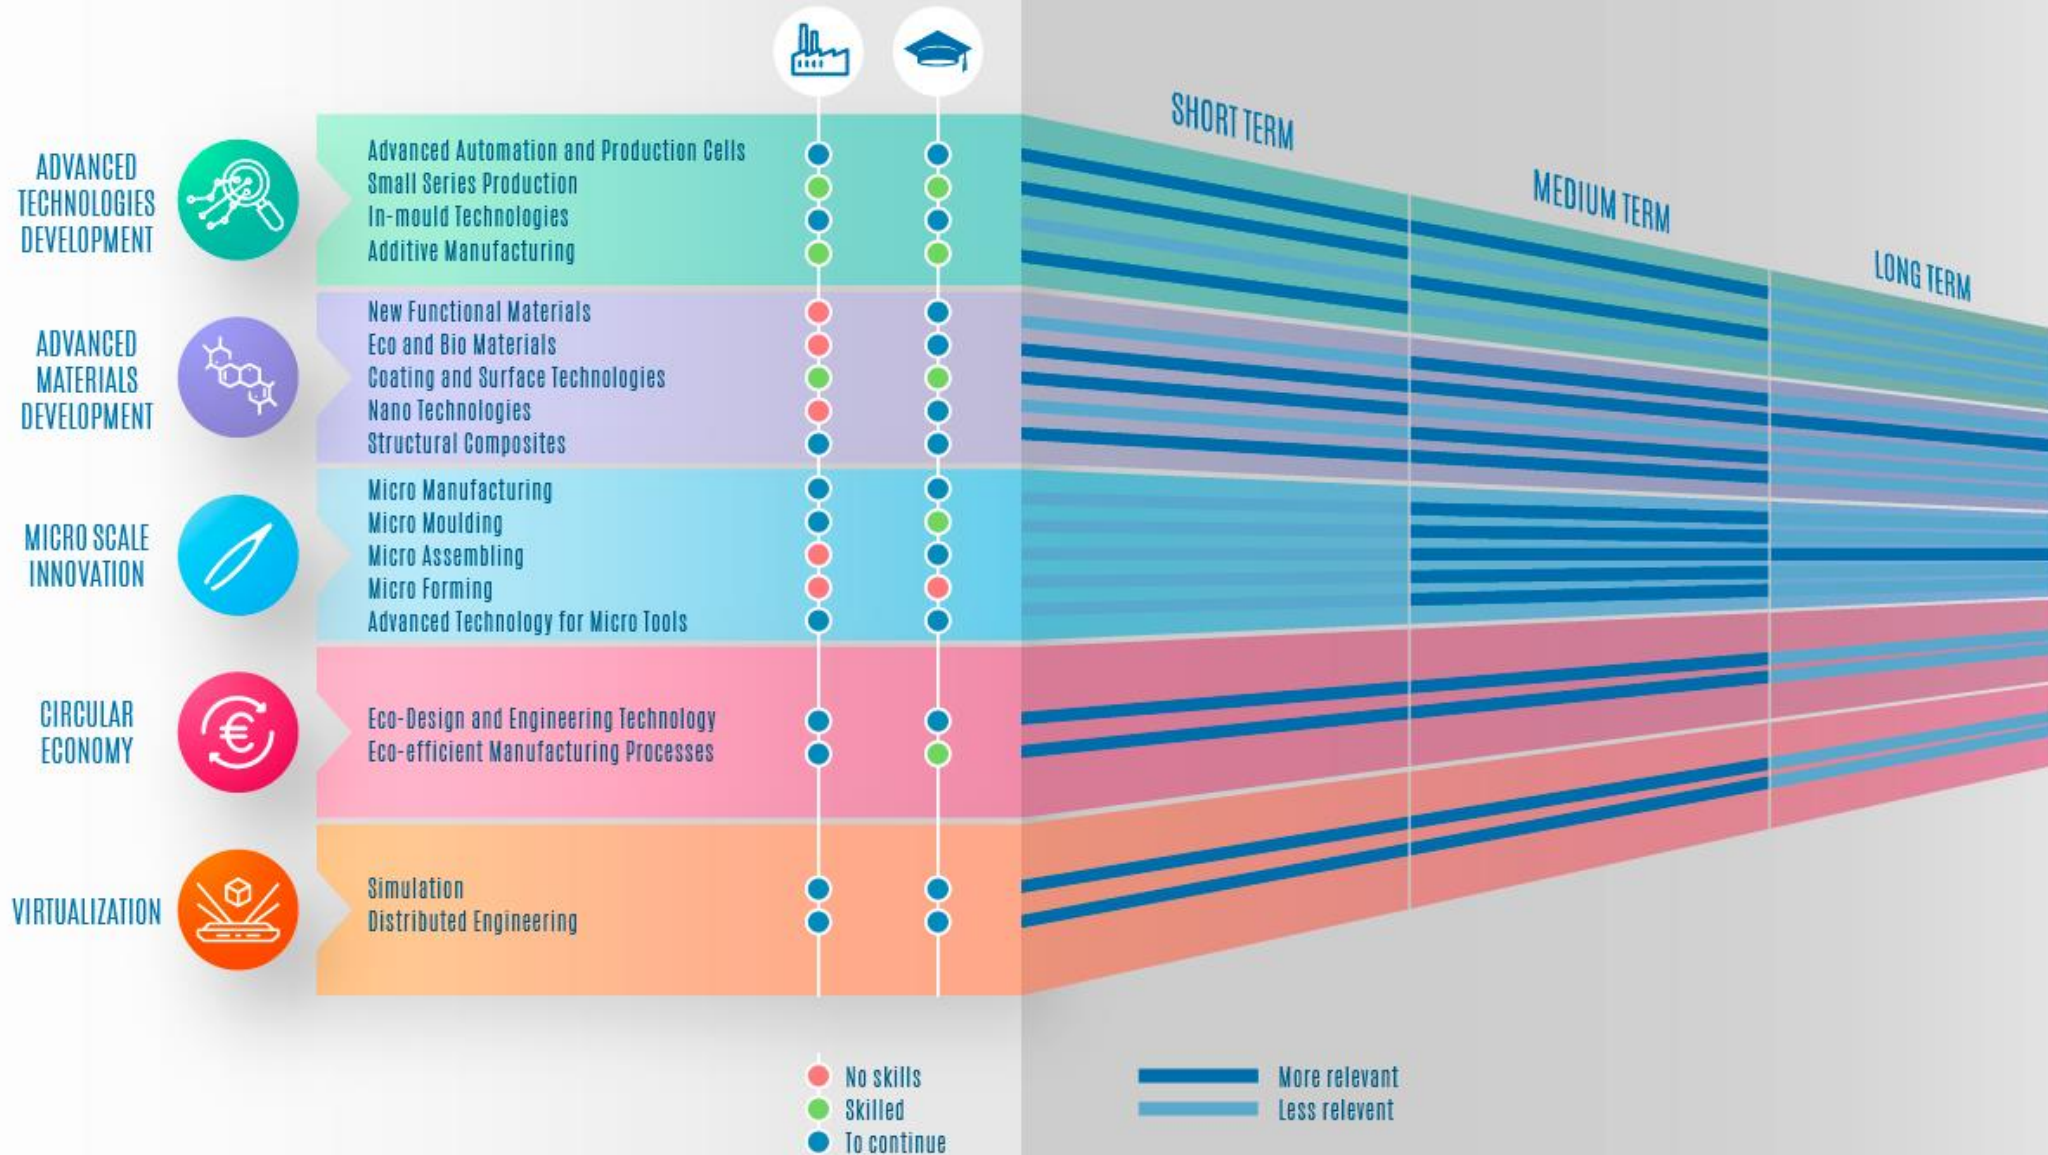 SHORT TERM
MEDIUM TERM
LONG TERM
ADVANCED
TECHNOLOGIES
DEVELOPMENT
Advanced Automation and Production Cells
Small Series Production
In-mould Technologies
Additive Manufacturing
ADVANCED
MATERIALS
DEVELOPMENT
New Functional Materials
Eco and Bio Materials
Coating and Surface Technologies
Nano Technologies
Structural Composites
MICRO SCALE
INNOVATION
Micro Manufacturing
Micro Moulding
Micro Assembling
Micro Forming
Advanced Technology for Micro Tools
CIRCULAR
ECONOMY
€
Eco-Design and Engineering Technology
Eco-efficient Manufacturing Processes
VIRTUALIZATION
Simulation
Distributed Engineering
No skills
Skilled
To continue
More relevant
Less relevent